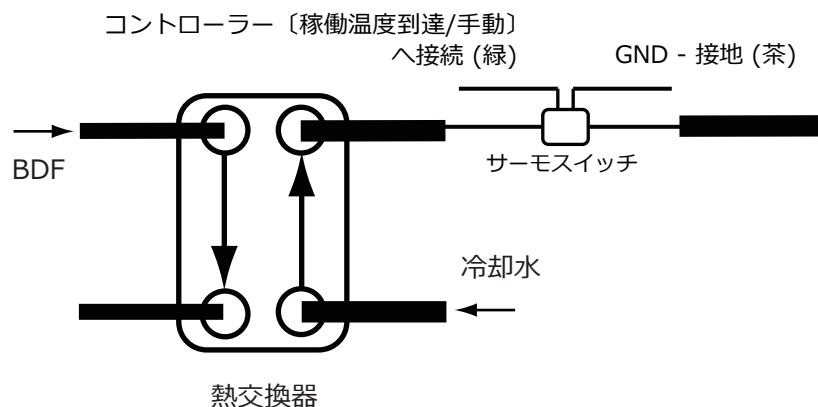 コントローラー〔稼働温度到達/手動〕
へ接続 (緑)
GND - 接地 (茶)
BDF
サーモスイッチ
冷却水
熱交換器